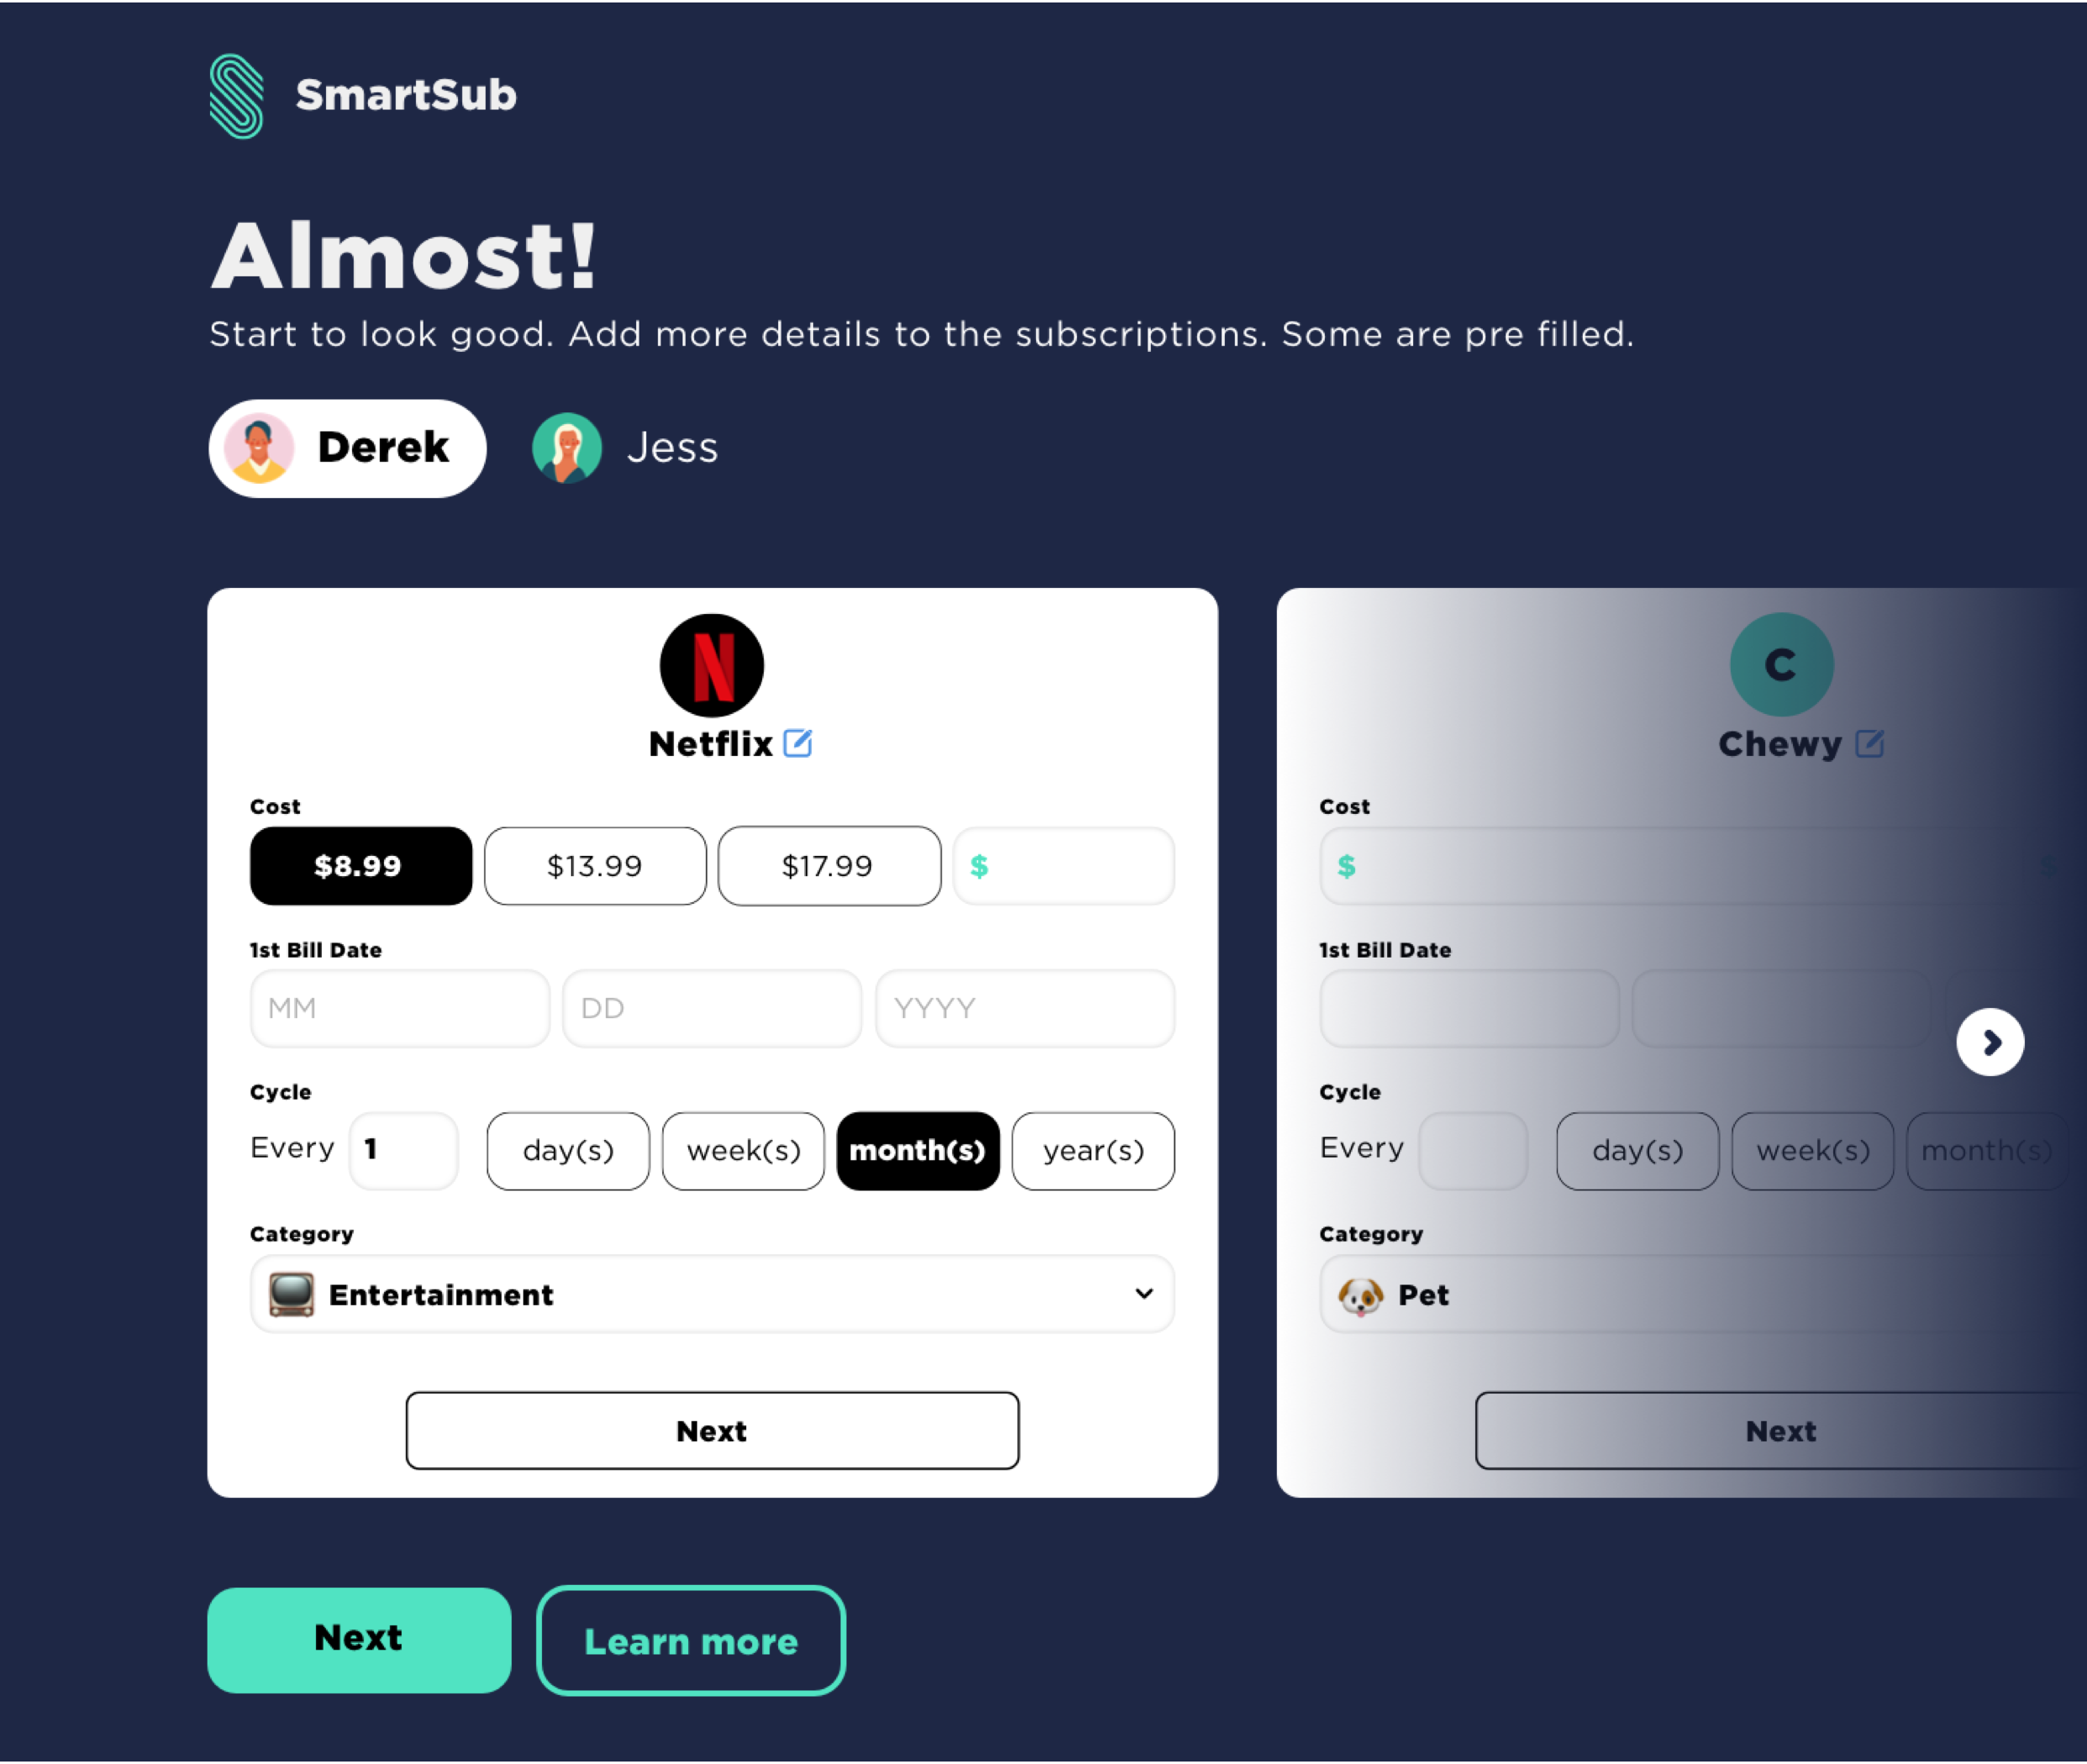 SmartSub
Almost!
Start to look good. Add more details to the subscriptions. Some are pre filled.
Derek
Jess
N
Netflix
Cost
$8.99 $13.99 $17.99 $
1st Bill Date
MM DD YYYY
Cycle
Every 1 day(s) week(s) month(s) year(s)
Category
Entertainment
Next
C
Chewy
Cost
$ $
1st Bill Date
Cycle
Every day(s) week(s) month(s)
Category
Pet
Next
Next
Learn more